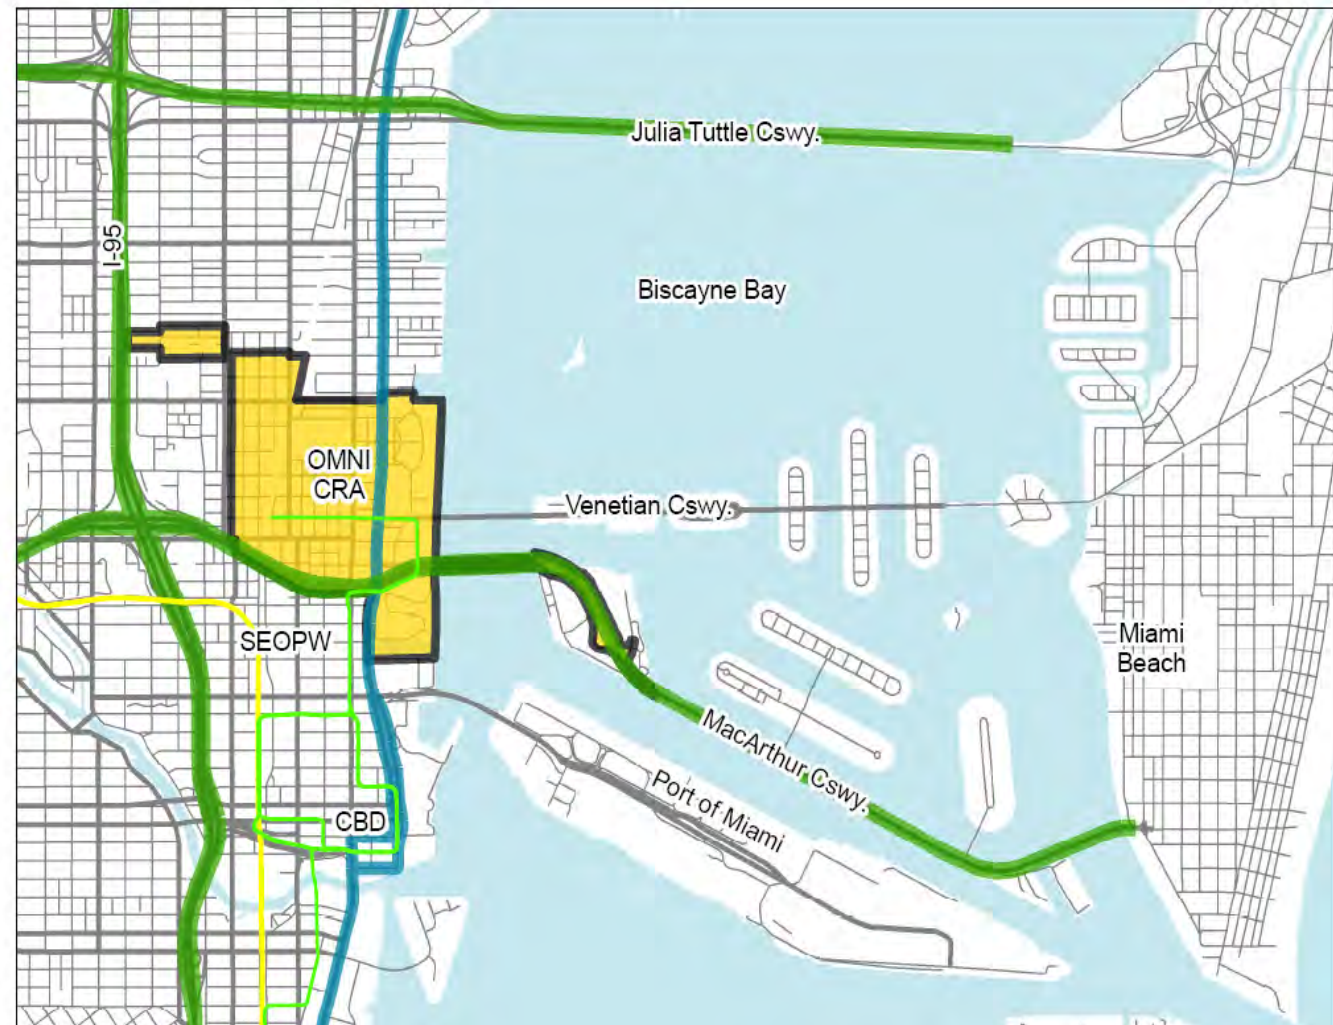 Julia Tuttle Cswy.
I-95
Biscayne Bay
OMNI
CRA
Venetian Cswy.
SEOPW
Miami
Beach
MacArthur Cswy.
Port of Miami
CBD